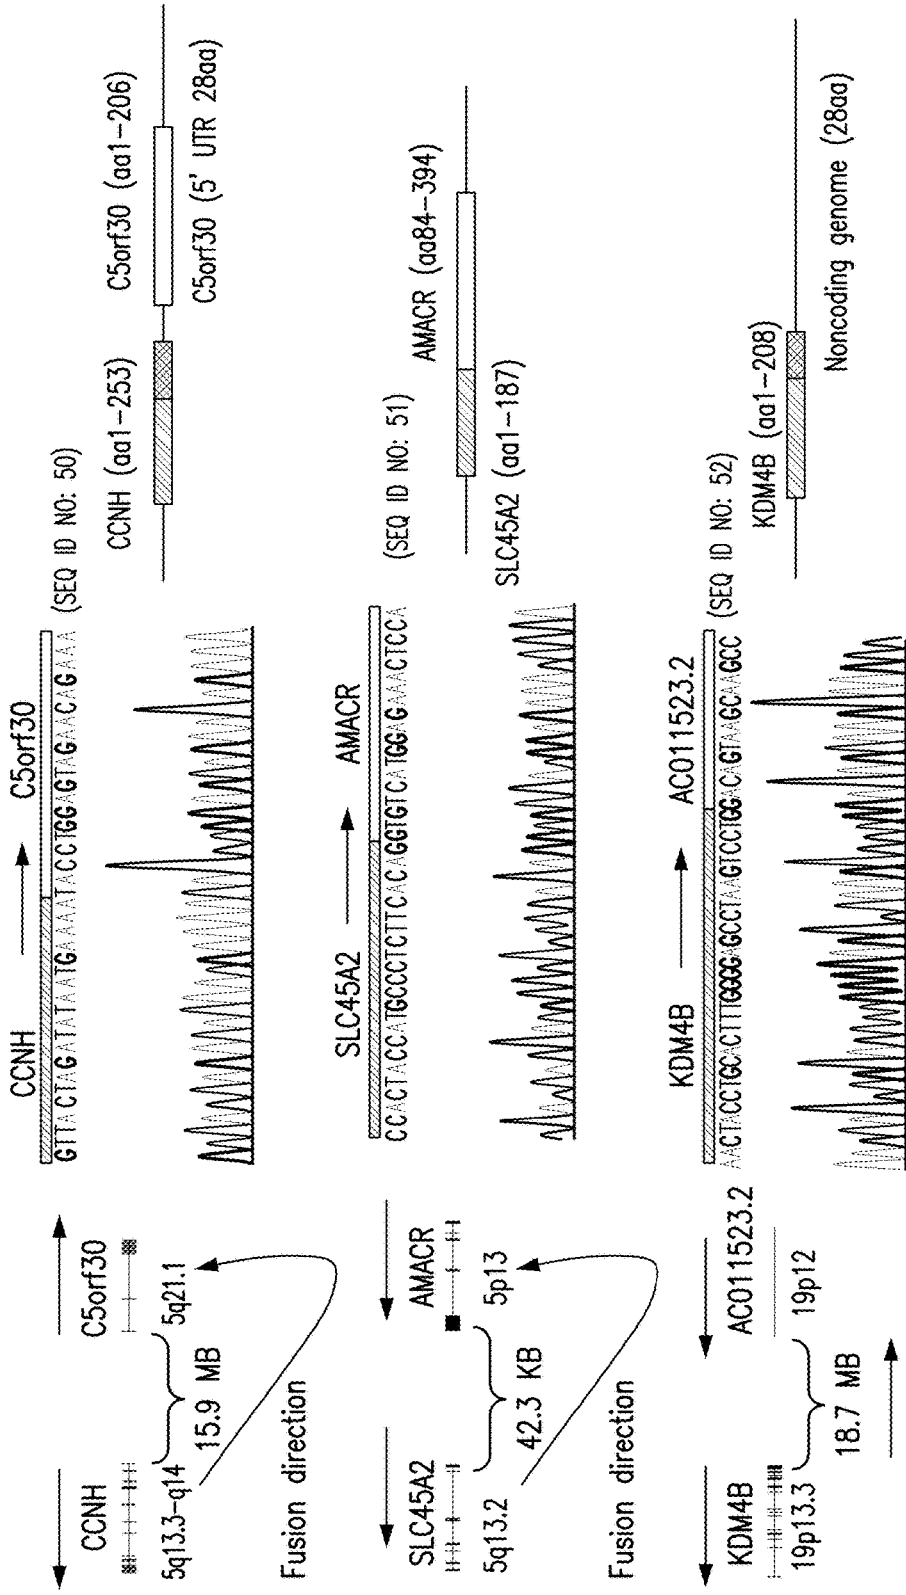 CCNH
C5orf30
5q13.3-q14
5q21.1
15.9 MB
Fusion direction
CCNH
C5orf30
GTTACTAGATATAATGAAAATACCTGGAGTAGAACAGAAA
(SEQ ID NO: 50)
CCNH (aa1-253)
C5orf30 (aa1-206)
C5orf30 (5' UTR 28aa)
SLC45A2
AMACR
5q13.2
5p13
42.3 KB
Fusion direction
SLC45A2
AMACR
CCACTACCATGCCCTCTTCACAGGTGTCATGGAGAAACTCCA
(SEQ ID NO: 51)
AMACR (aa84-394)
SLC45A2 (aa1-187)
KDM4B
AC011523.2
19p13.3
19p12
18.7 MB
KDM4B
AC011523.2
AACTACCTGCACTTTGGGGAGCCTAAGTCCTGGACAGTAAGCAAGCC
(SEQ ID NO: 52)
KDM4B (aa1-208)
Noncoding genome (28aa)